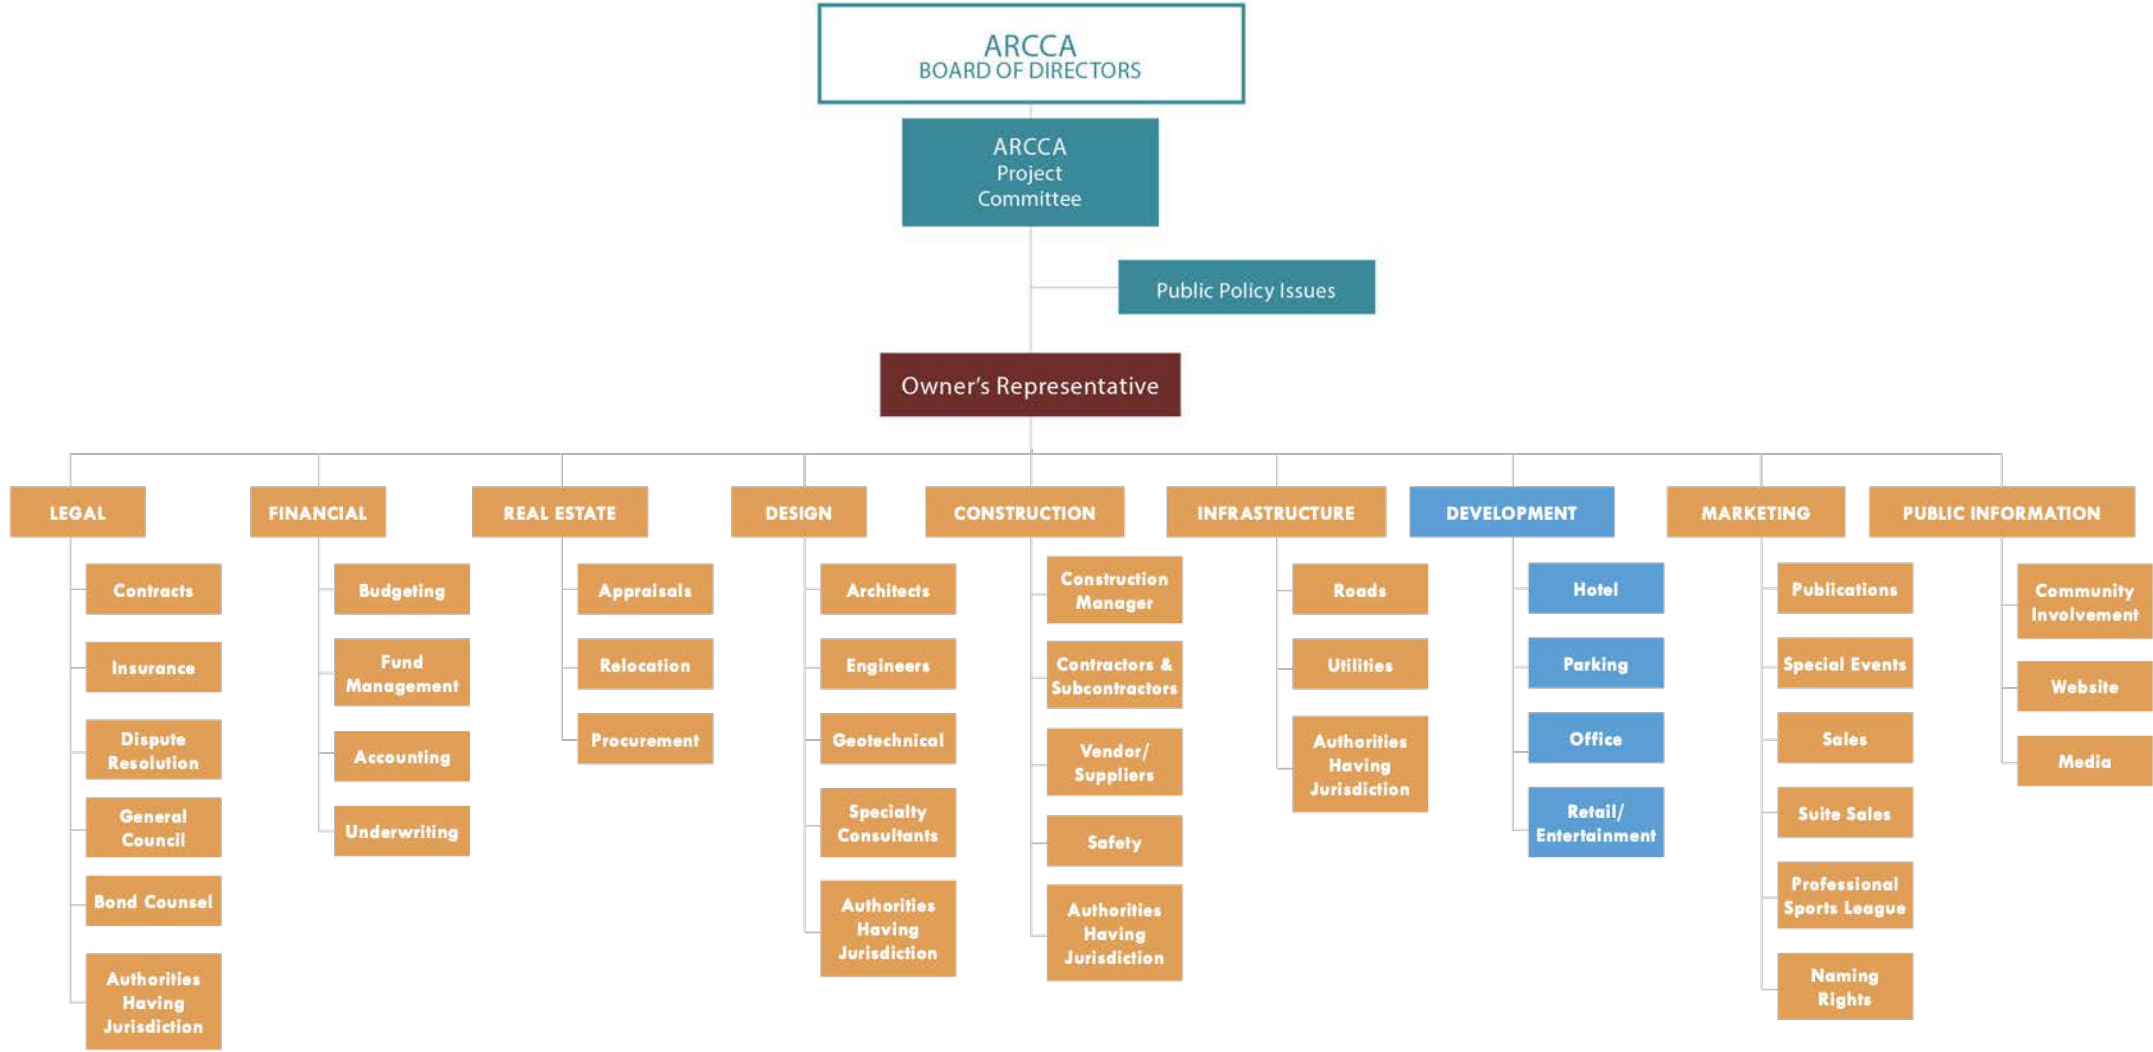 ARCCA
BOARD OF DIRECTORS
ARCCA
Project
Committee
Public Policy Issues
Owner’s Representative
LEGAL
Contracts
Insurance
Dispute
Resolution
General
Council
Bond Counsel
Authorities
Having
Jurisdiction
FINANCIAL
Budgeting
Fund
Management
Accounting
Underwriting
REAL ESTATE
Appraisals
Relocation
Procurement
DESIGN
Architects
Engineers
Geotechnical
Specialty
Consultants
Authorities
Having
Jurisdiction
CONSTRUCTION
Construction
Manager
Contractors &
Subcontractors
Vendor/
Suppliers
Safety
Authorities
Having
Jurisdiction
INFRASTRUCTURE
Roads
Utilities
Authorities
Having
Jurisdiction
DEVELOPMENT
Hotel
Parking
Office
Retail/
Entertainment
MARKETING
Publications
Special Events
Sales
Suite Sales
Professional
Sports League
Naming
Rights
PUBLIC INFORMATION
Community
Involvement
Website
Media